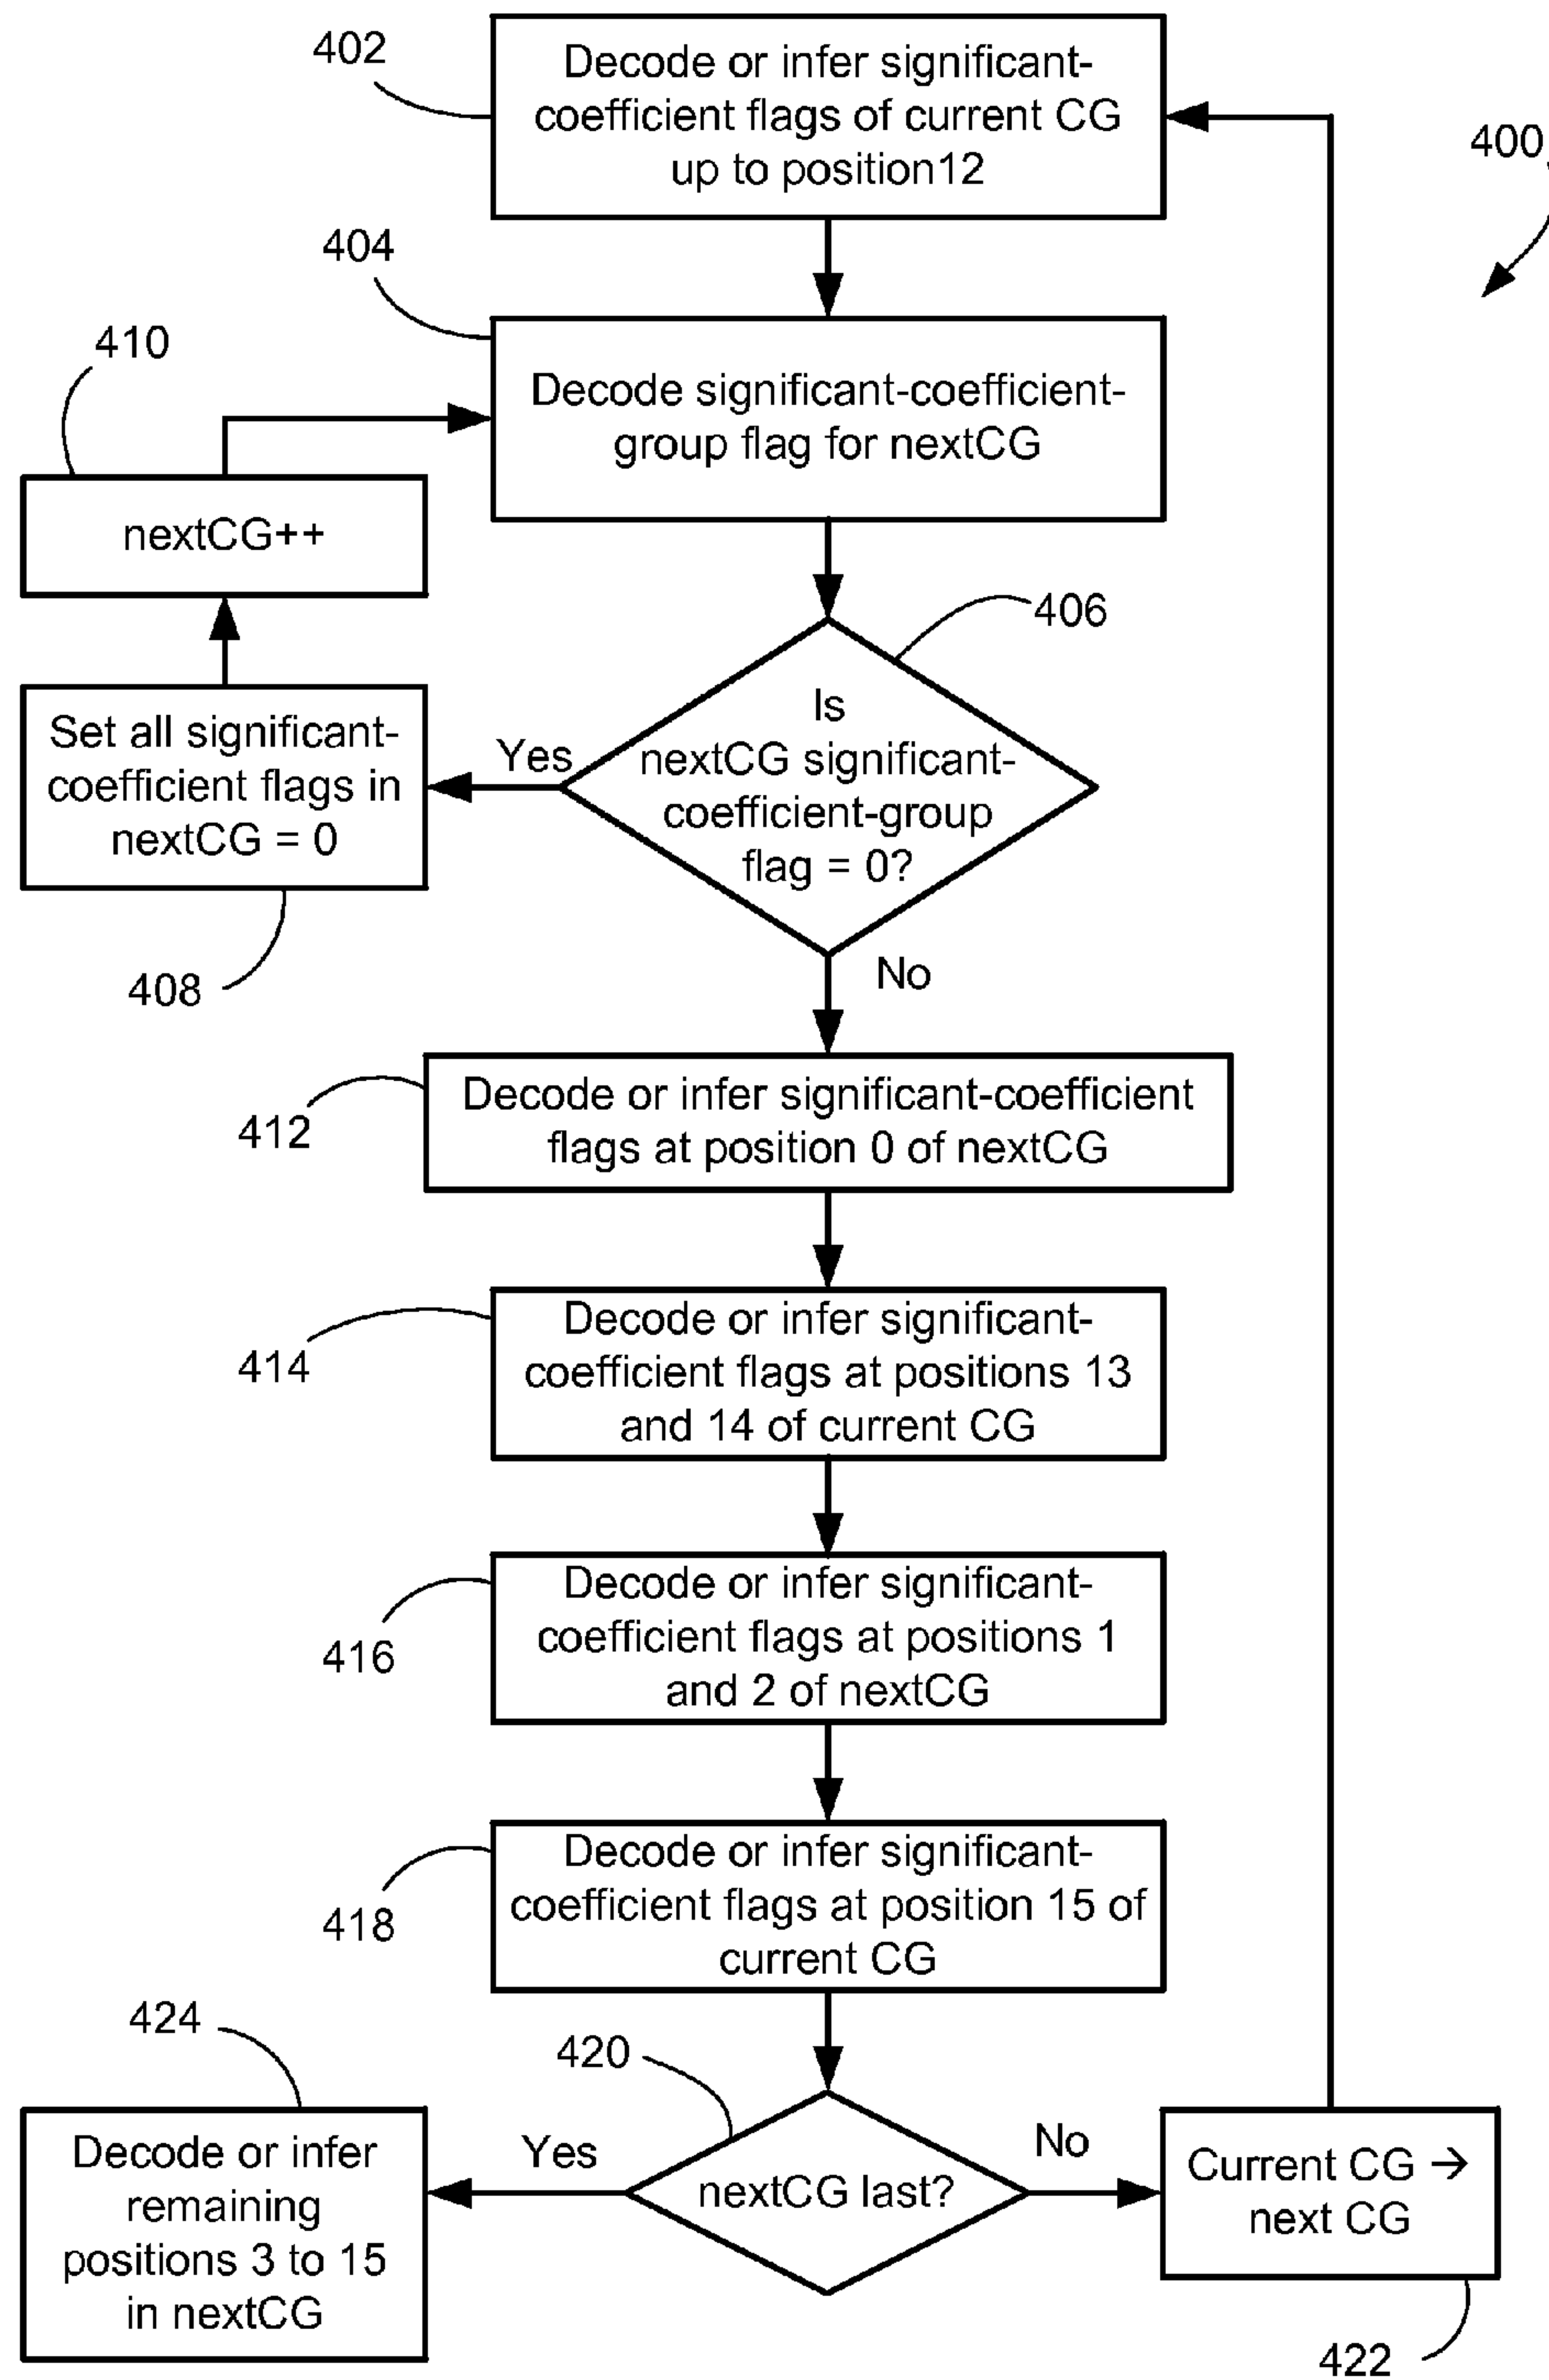 402
Decode or infer significant-
coefficient flags of current CG
up to position12
400
404
Decode significant-coefficient-
group flag for nextCG
410
nextCG++
406
Is
nextCG significant-
coefficient-group
flag = 0?
Yes
Set all significant-
coefficient flags in
nextCG = 0
408
No
412
Decode or infer significant-coefficient
flags at position 0 of nextCG
414
Decode or infer significant-
coefficient flags at positions 13
and 14 of current CG
416
Decode or infer significant-
coefficient flags at positions 1
and 2 of nextCG
418
Decode or infer significant-
coefficient flags at position 15 of
current CG
420
nextCG last?
Yes
No
424
Decode or infer
remaining
positions 3 to 15
in nextCG
Current CG →
next CG
422